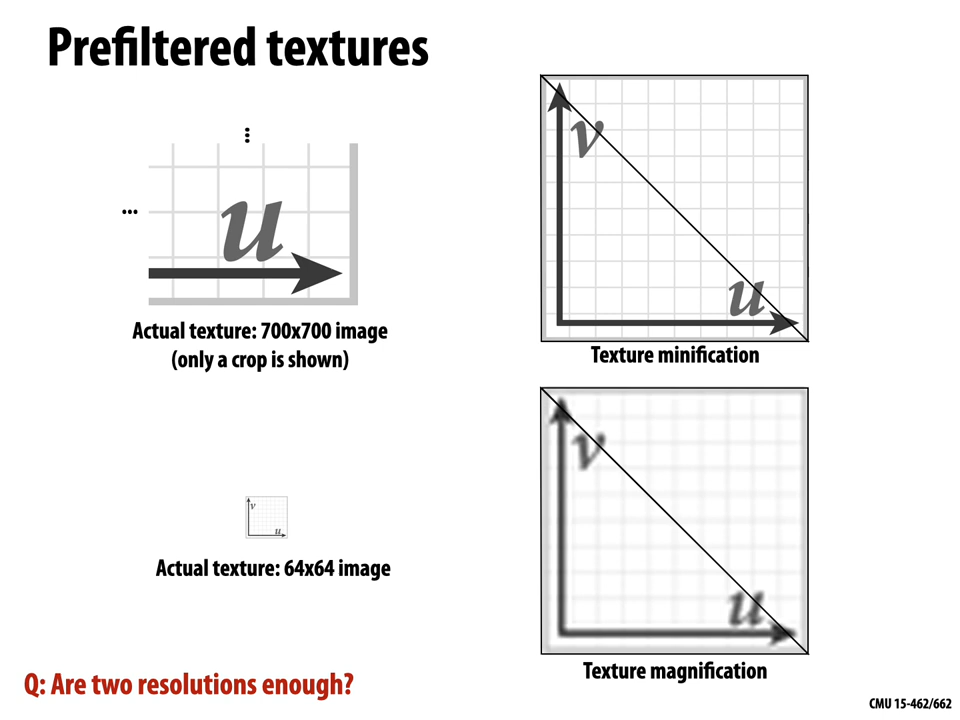 Prefiltered textures
...
...
u
Actual texture: 700x700 image
(only a crop is shown)
v
u
Texture minification
v
u
Actual texture: 64x64 image
v
u
Texture magnification
Q: Are two resolutions enough?
CMU 15-462/662